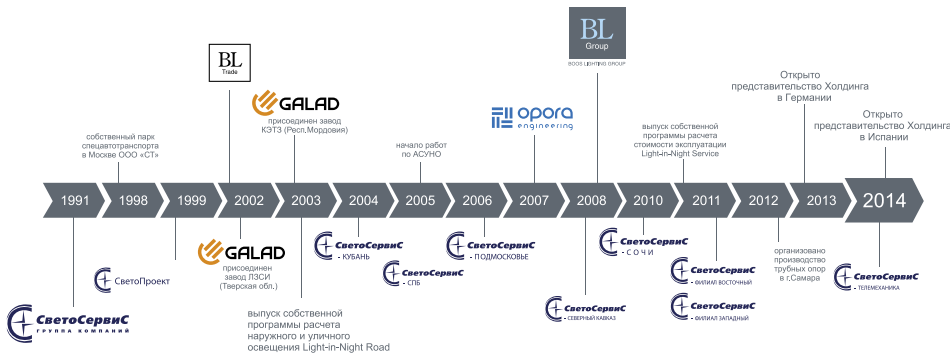 BL
Trade
BL
Group
BOOS LIGHTING GROUP
GALAD
присоединен завод
КЭТЗ (Респ.Мордовия)
opora
engineering
Открыто
представительство Холдинга
в Германии
Открыто
представительство Холдинга
в Испании
собственный парк
спецавтотранспорта
в Москве ООО «СТ»
начало работ
по АСУНО
выпуск собственной
программы расчета
стоимости эксплуатации
Light-in-Night Service
1991
1998
1999
2002
2003
2004
2005
2006
2007
2008
2010
2011
2012
2013
2014
СветоСервиС
ГРУППА КОМПАНИЙ
СветоПроект
GALAD
присоединен
завод ЛЗСИ
(Тверская обл.)
выпуск собственной
программы расчета
наружного и уличного
освещения Light-in-Night Road
СветоСервиС
- КУБАНЬ
СветоСервиС
- СПБ
СветоСервиС
- ПОДМОСКОВЬЕ
СветоСервиС
- СЕВЕРНЫЙ КАВКАЗ
СветоСервиС
- СОЧИ
СветоСервиС
- ФИЛИАЛ ВОСТОЧНЫЙ
СветоСервиС
- ФИЛИАЛ ЗАПАДНЫЙ
организовано
производство
трубных опор
в г.Самара
СветоСервиС
- ТЕЛЕМЕХАНИКА